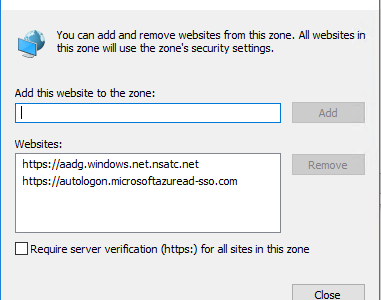 You can add and remove websites from this zone. All websites in
this zone will use the zone's security settings.
Add this website to the zone:
Add
Websites:
https://aadg.windows.net.nsatc.net
https://autologon.microsoftazuread-sso.com
Remove
Require server verification (https:) for all sites in this zone
Close